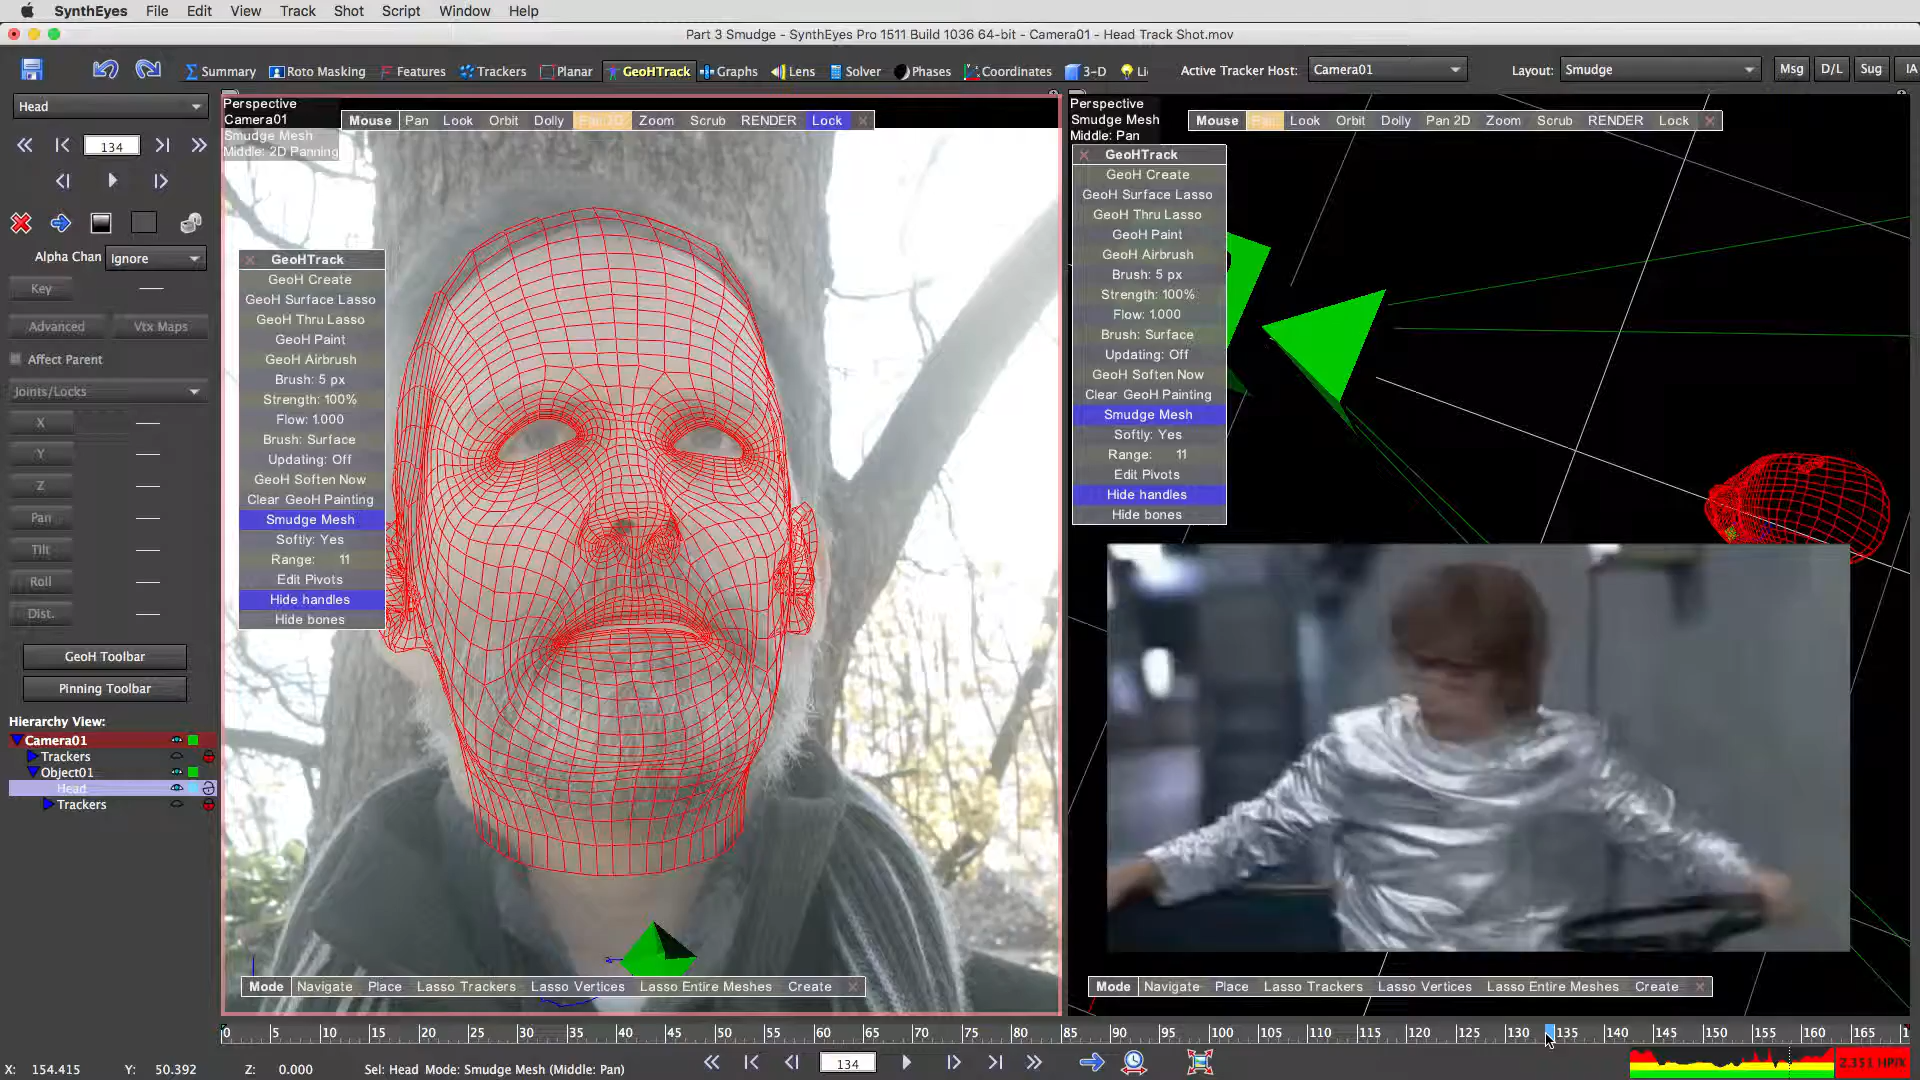 SynthEyes File Edit View Track Shot Script Window Help
Part 3 Smudge - SynthEyes Pro 1511 Build 1036 64-bit - Camera01 - Head Track Shot.mov
Summary Roto Masking Features Trackers Planar GeoHTrack Graphs Lens Solver Phases Coordinates 3-D Li Active Tracker Host: Camera01 Layout: Smudge Msg D/L Sug IA
Head
134
Alpha Chan Ignore
Key
Advanced Vtx Maps
Affect Parent
Joints/Locks
X
Y
Z
Pan
Tilt
Roll
Dist.
GeoH Toolbar
Pinning Toolbar
Hierarchy View:
Camera01
Trackers
Object01
Head
Trackers
Perspective
Camera01
Smudge Mesh
Middle: 2D Panning
Mouse Pan Look Orbit Dolly Pan 2D Zoom Scrub RENDER Lock
GeoHTrack
GeoH Create
GeoH Surface Lasso
GeoH Thru Lasso
GeoH Paint
GeoH Airbrush
Brush: 5 px
Strength: 100%
Flow: 1.000
Brush: Surface
Updating: Off
GeoH Soften Now
Clear GeoH Painting
Smudge Mesh
Softly: Yes
Range: 11
Edit Pivots
Hide handles
Hide bones
Mode Navigate Place Lasso Trackers Lasso Vertices Lasso Entire Meshes Create
Perspective
Smudge Mesh
Middle: Pan
Mouse Pan Look Orbit Dolly Pan 2D Zoom Scrub RENDER Lock
GeoHTrack
GeoH Create
GeoH Surface Lasso
GeoH Thru Lasso
GeoH Paint
GeoH Airbrush
Brush: 5 px
Strength: 100%
Flow: 1.000
Brush: Surface
Updating: Off
GeoH Soften Now
Clear GeoH Painting
Smudge Mesh
Softly: Yes
Range: 11
Edit Pivots
Hide handles
Hide bones
Mode Navigate Place Lasso Trackers Lasso Vertices Lasso Entire Meshes Create
0 5 10 15 20 25 30 35 40 45 50 55 60 65 70 75 80 85 90 95 100 105 110 115 120 125 130 135 140 145 150 155 160 165 1
134
X: 154.415 Y: 50.392 Z: 0.000 Sel: Head Mode: Smudge Mesh (Middle: Pan)
2.351 HPIX